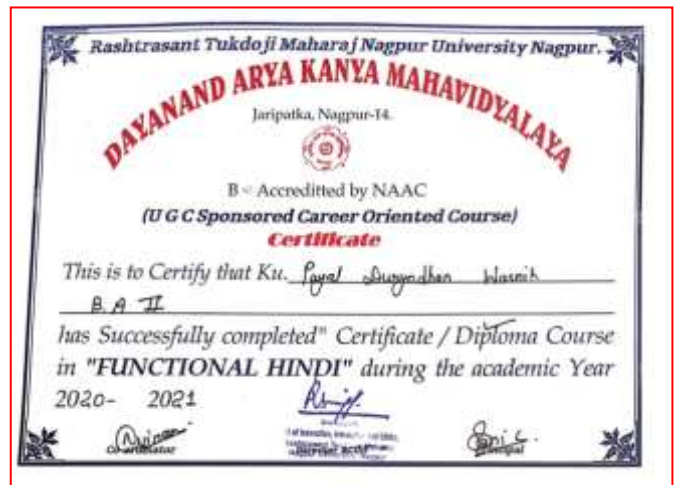 Rashtrasant Tukdoji Maharaj Nagpur University Nagpur.
DAYANAND ARYA KANYA MAHAVIDYALAYA
Jaripatka, Nagpur-14.
B Accreditted by NAAC
(U G C Sponsored Career Oriented Course)
Certificate
This is to Certify that Ku. Payal Duryodhan Wasnik
B.A II
has Successfully completed" Certificate / Diploma Course
in "FUNCTIONAL HINDI" during the academic Year
2020- 2021
Co-ordinator Principal